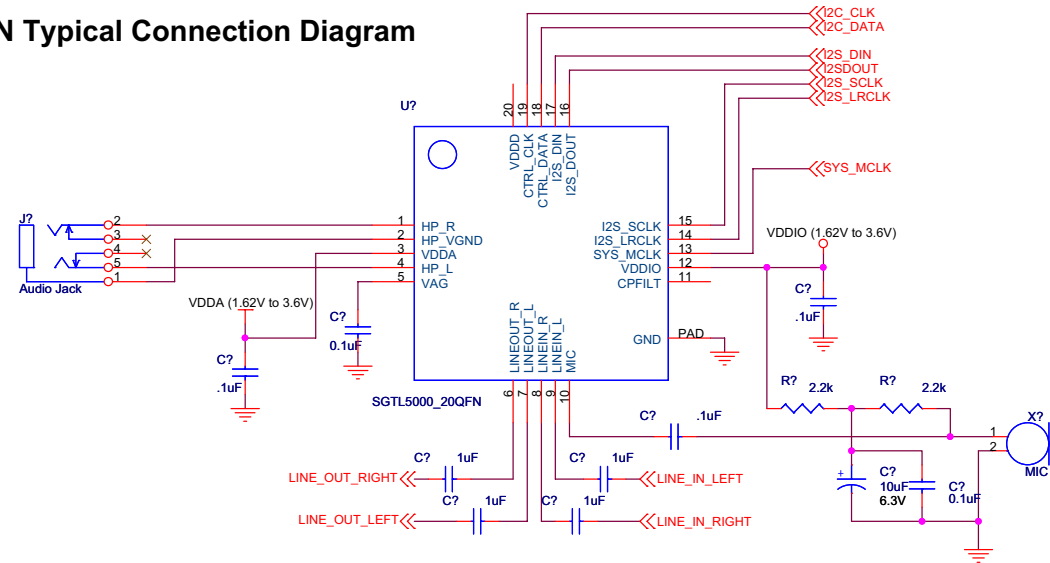 N Typical Connection Diagram
I2C_CLK
I2C_DATA
I2S_DIN
I2SDOUT
I2S_SCLK
I2S_LRCLK
SYS_MCLK
U?
20
19
18
17
16
VDDD
CTRL_CLK
CTRL_DATA
I2S_DIN
I2S_DOUT
J?
2
3
4
5
1
Audio Jack
1
2
3
4
5
HP_R
HP_VGND
VDDA
HP_L
VAG
I2S_SCLK
I2S_LRCLK
SYS_MCLK
VDDIO
CPFILT
15
14
13
12
11
VDDIO (1.62V to 3.6V)
C?
.1uF
VDDA (1.62V to 3.6V)
C?
0.1uF
C?
.1uF
LINEOUT_R
LINEOUT_L
LINEIN_R
LINEIN_L
MIC
GND
PAD
6
7
8
9
10
SGTL5000_20QFN
R?
2.2k
R?
2.2k
C?
.1uF
X?
1
2
MIC
LINE_OUT_RIGHT
C?
1uF
C?
1uF
LINE_IN_LEFT
LINE_OUT_LEFT
C?
1uF
C?
1uF
LINE_IN_RIGHT
+
C?
10uF
6.3V
C?
0.1uF